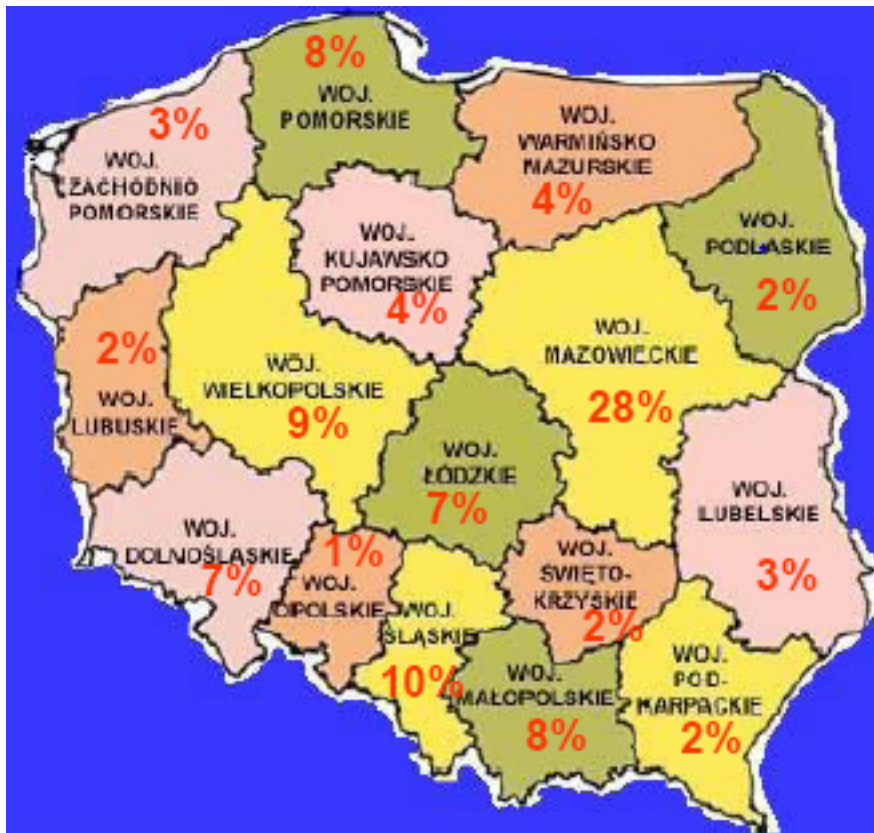 8%
WOJ.
POMORSKIE
3%
WOJ.
ZACHODNIO
POMORSKIE
WOJ.
WARMIŃSKO
MAZURSKIE
4%
WOJ.
PODLASKIE
2%
WOJ.
KUJAWSKO
POMORSKIE
4%
WOJ.
MAZOWIECKIE
28%
2%
WOJ.
LUBUSKIE
WOJ.
WIELKOPOLSKIE
9%
WOJ.
ŁÓDZKIE
7%
WOJ.
LUBELSKIE
3%
WOJ.
DOLNOŚLĄSKIE
7%
1%
WOJ
OPOLSKIE
WOJ
ŚLĄSKIE
10%
WOJ.
ŚWIĘTO-
KRZYSKIE
2%
WOJ.
MAŁOPOLSKIE
8%
WOJ.
POD-
KARPACKIE
2%